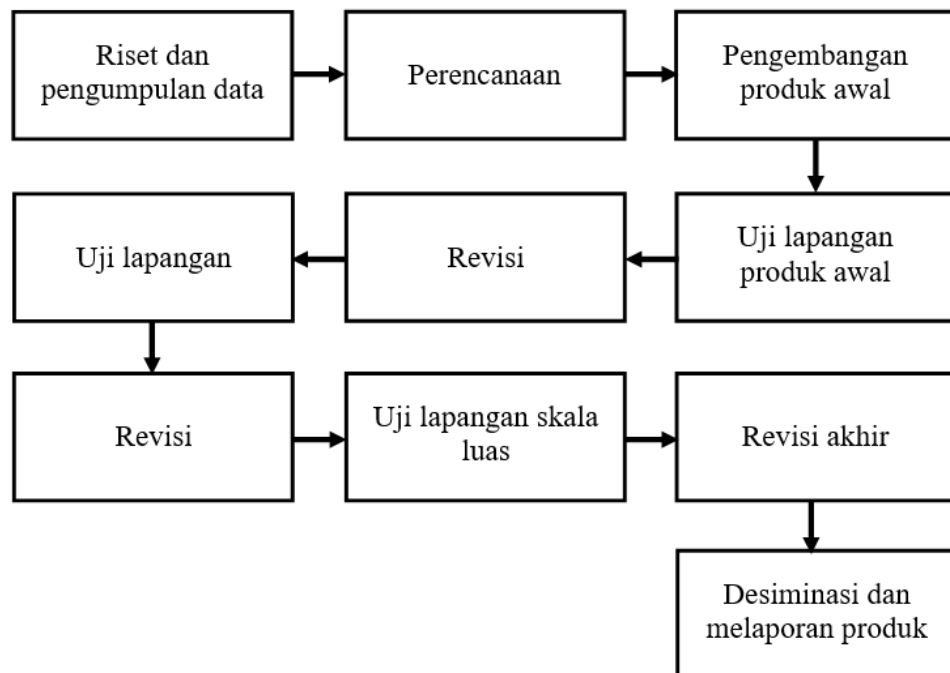 Riset dan
pengumpulan data
Perencanaan
Pengembangan
produk awal
Uji lapangan
produk awal
Revisi
Uji lapangan
Revisi
Uji lapangan skala
luas
Revisi akhir
Desiminasi dan
melaporan produk